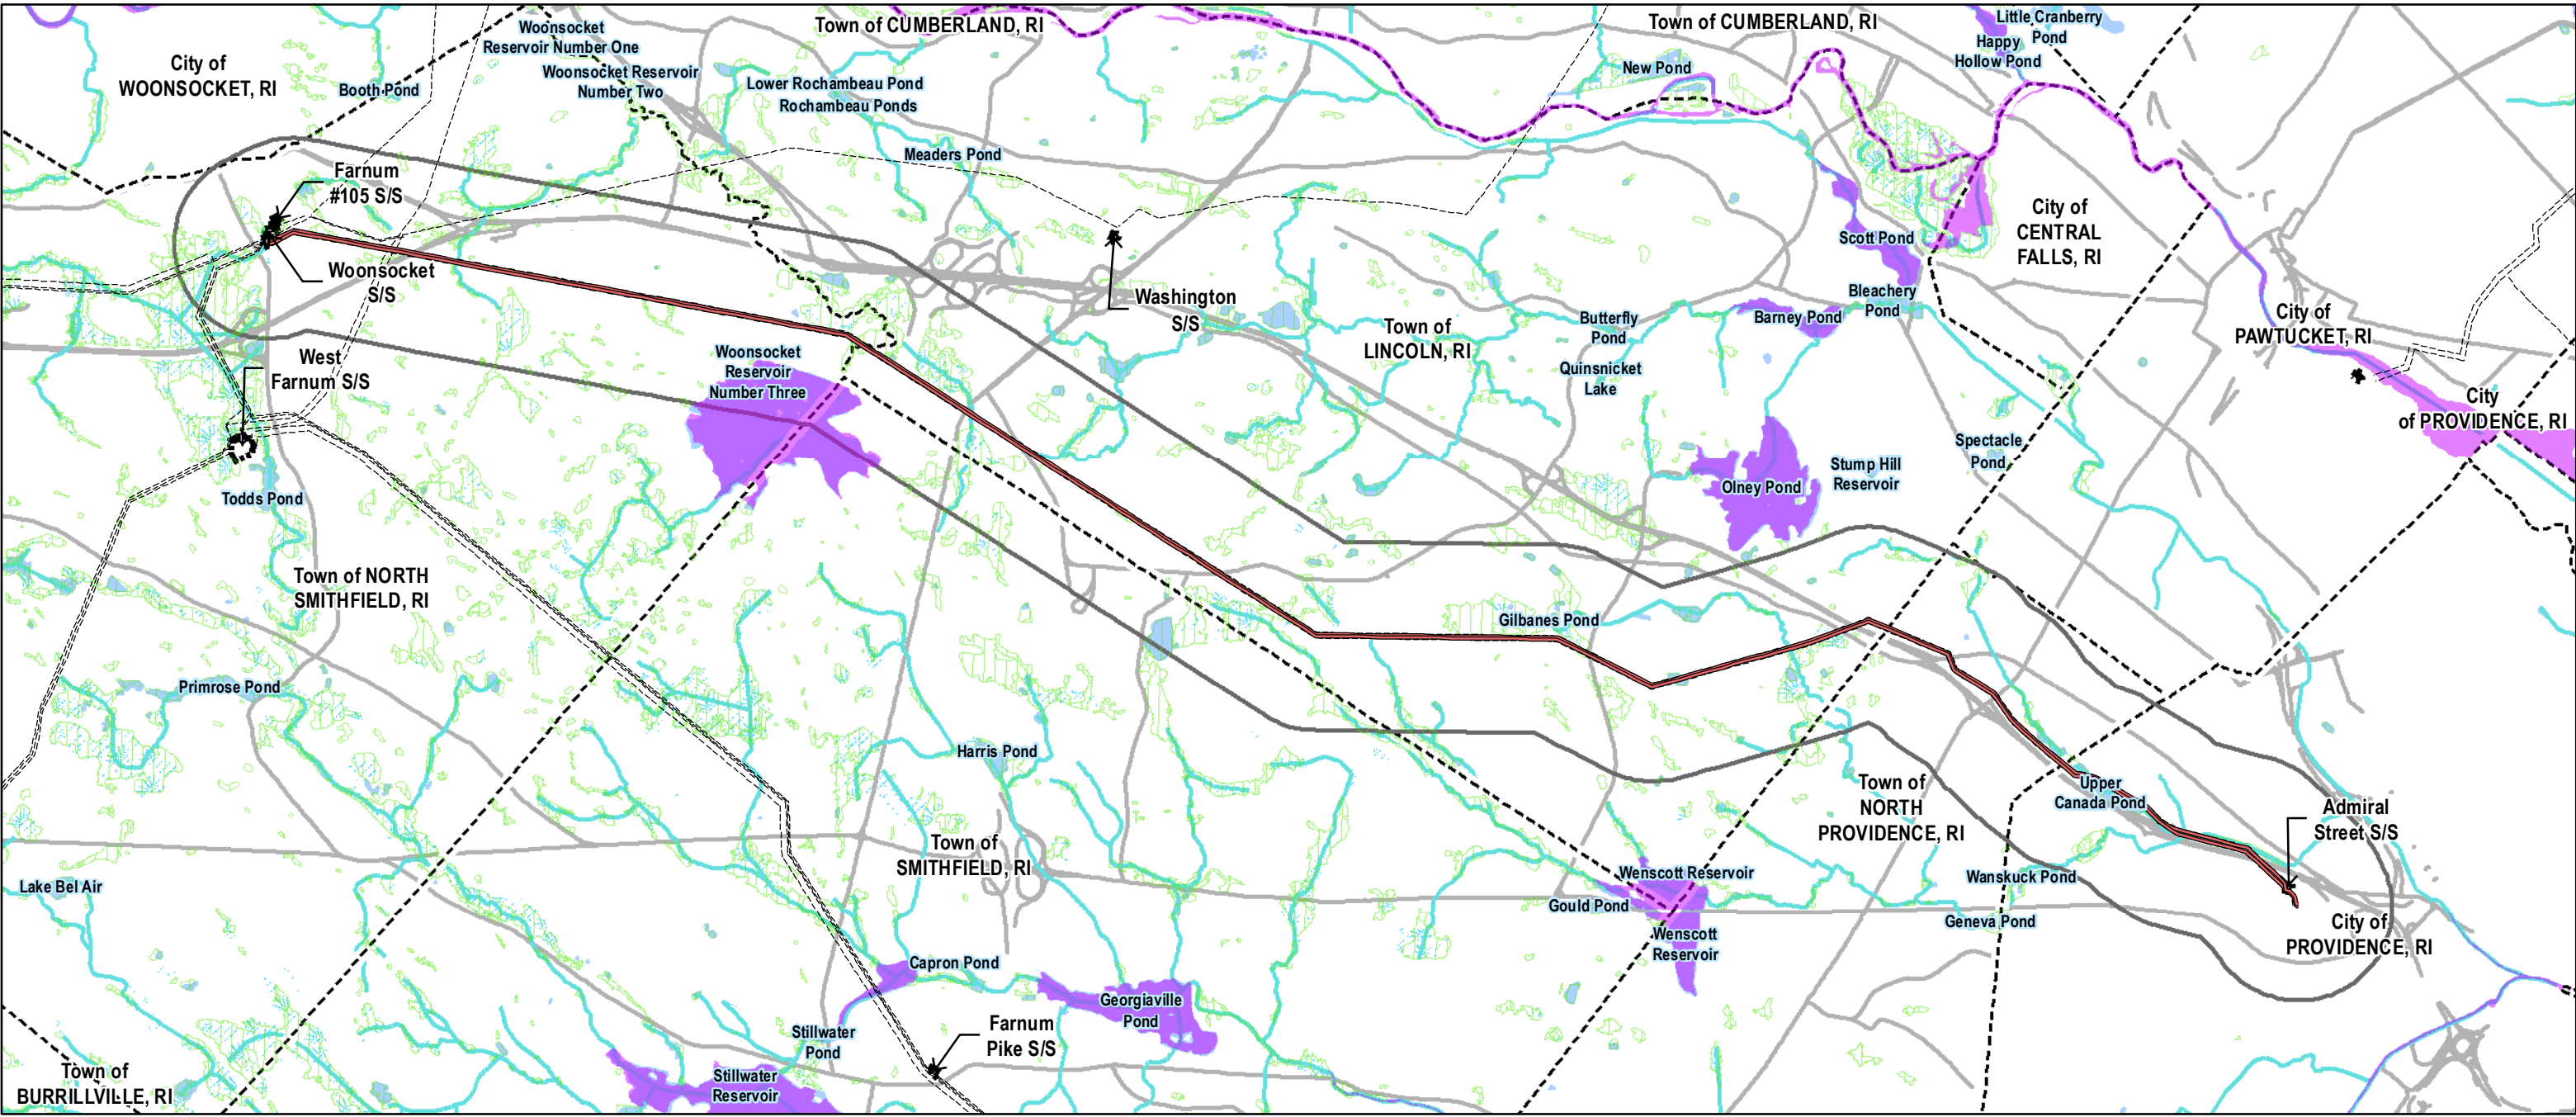 Woonsocket
Reservoir Number One
Town of CUMBERLAND, RI
Town of CUMBERLAND, RI
Little Cranberry
Pond
Happy
Hollow Pond
City of
WOONSOCKET, RI
Booth Pond
Woonsocket Reservoir
Number Two
Lower Rochambeau Pond
Rochambeau Ponds
New Pond
Meaders Pond
Farnum
#105 S/S
Woonsocket
S/S
Washington
S/S
Scott Pond
City of
CENTRAL
FALLS, RI
Bleachery
Pond
Barney Pond
Butterfly
Pond
Town of
LINCOLN, RI
City of
PAWTUCKET, RI
West
Farnum S/S
Woonsocket
Reservoir
Number Three
Quinsnicket
Lake
City
of PROVIDENCE, RI
Spectacle
Pond
Stump Hill
Reservoir
Olney Pond
Todds Pond
Town of NORTH
SMITHFIELD, RI
Gilbanes Pond
Primrose Pond
Harris Pond
Town of
NORTH
PROVIDENCE, RI
Upper
Canada Pond
Admiral
Street S/S
Town of
SMITHFIELD, RI
Lake Bel Air
Wenscott Reservoir
Wanskuck Pond
Gould Pond
Geneva Pond
City of
PROVIDENCE, RI
Wenscott
Reservoir
Capron Pond
Georgiaville
Pond
Stillwater
Pond
Farnum
Pike S/S
Town of
BURRILLVILLE, RI
Stillwater
Reservoir